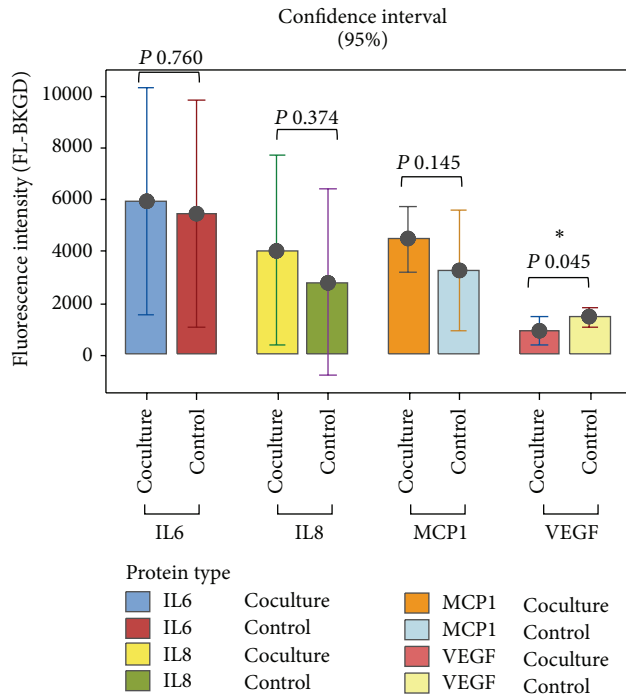 Confidence interval
(95%)
Fluorescence intensity (FL-BKGD)
10000
8000
6000
4000
2000
0
P 0.760
P 0.374
P 0.145
*
P 0.045
Coculture
Control
Coculture
Control
Coculture
Control
Coculture
Control
IL6
IL8
MCP1
VEGF
Protein type
IL6 Coculture
IL6 Control
IL8 Coculture
IL8 Control
MCP1 Coculture
MCP1 Control
VEGF Coculture
VEGF Control